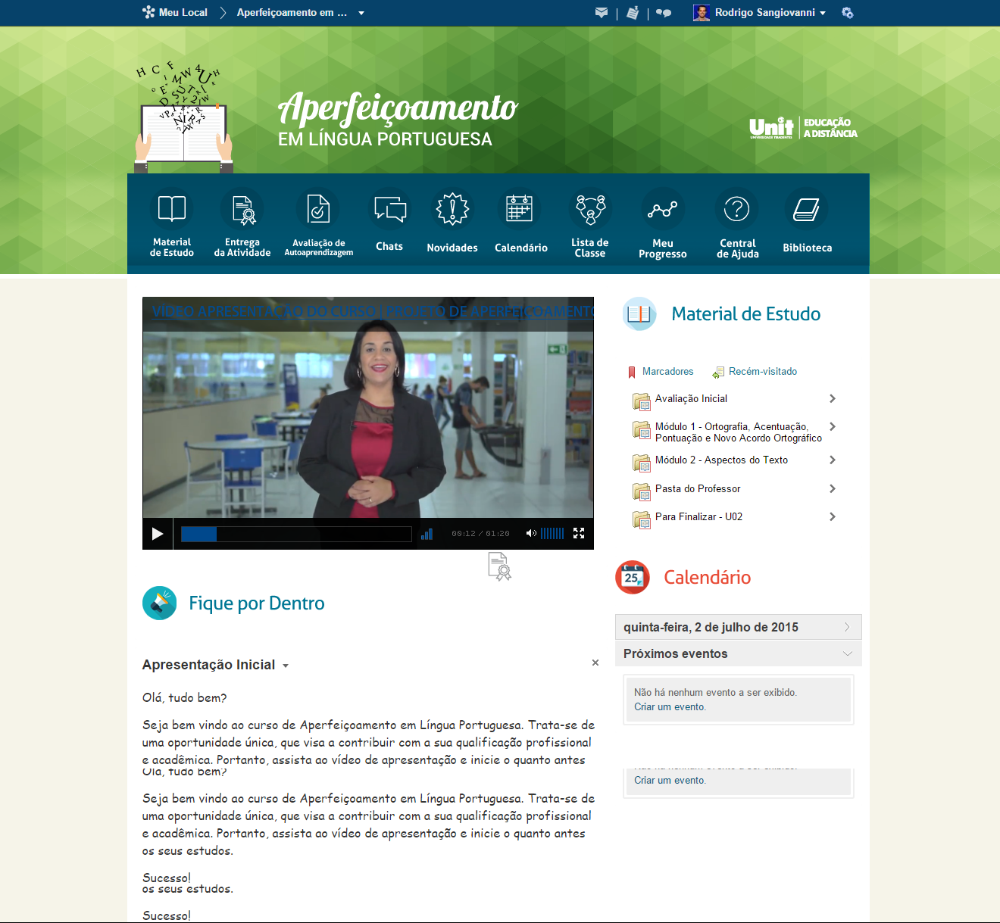 Meu Local
Aperfeiçoamento em ...
Rodrigo Sangiovanni
Aperfeiçoamento
EM LÍNGUA PORTUGUESA
Unit
UNIVERSIDADE TIRADENTES
EDUCAÇÃO
A DISTÂNCIA
Material
de Estudo
Entrega
da Atividade
Avaliação de
Autoaprendizagem
Chats
Novidades
Calendário
Lista de
Classe
Meu
Progresso
Central
de Ajuda
Biblioteca
VÍDEO APRESENTAÇÃO DO CURSO | PROJETO DE APERFEIÇOAMENTO
00:12 / 01:20
Material de Estudo
Marcadores
Recém-visitado
Avaliação Inicial
Módulo 1 - Ortografia, Acentuação,
Pontuação e Novo Acordo Ortográfico
Módulo 2 - Aspectos do Texto
Pasta do Professor
Para Finalizar - U02
25
Calendário
quinta-feira, 2 de julho de 2015
Próximos eventos
Não há nenhum evento a ser exibido.
Criar um evento.
Não há nenhum evento a ser exibido.
Criar um evento.
Fique por Dentro
Apresentação Inicial
Olá, tudo bem?
Seja bem vindo ao curso de Aperfeiçoamento em Língua Portuguesa. Trata-se de
uma oportunidade única, que visa a contribuir com a sua qualificação profissional
e acadêmica. Portanto, assista ao vídeo de apresentação e inicie o quanto antes
Olá, tudo bem?
Seja bem vindo ao curso de Aperfeiçoamento em Língua Portuguesa. Trata-se de
uma oportunidade única, que visa a contribuir com a sua qualificação profissional
e acadêmica. Portanto, assista ao vídeo de apresentação e inicie o quanto antes
os seus estudos.
Sucesso!
os seus estudos.
Sucesso!